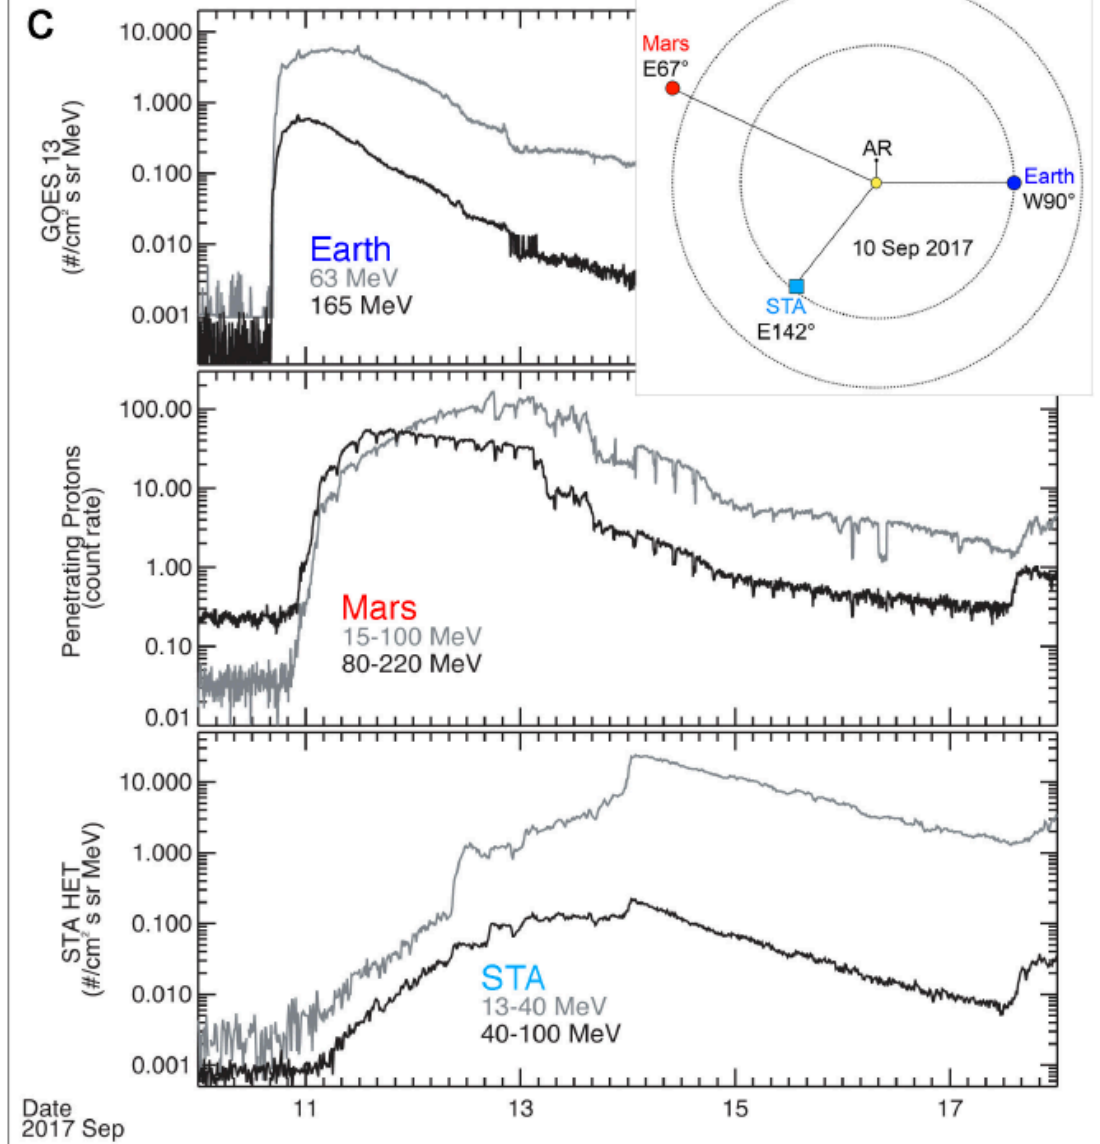 C
GOES 13
(#/cm² s sr MeV)
10.000
1.000
0.100
0.010
0.001
Earth
63 MeV
165 MeV
Mars
E67°
AR
Earth
W90°
10 Sep 2017
STA
E142°
Penetrating Protons
(count rate)
100.00
10.00
1.00
0.10
0.01
Mars
15-100 MeV
80-220 MeV
STA HET
(#/cm² s sr MeV)
10.000
1.000
0.100
0.010
0.001
STA
13-40 MeV
40-100 MeV
Date
2017 Sep
11
13
15
17